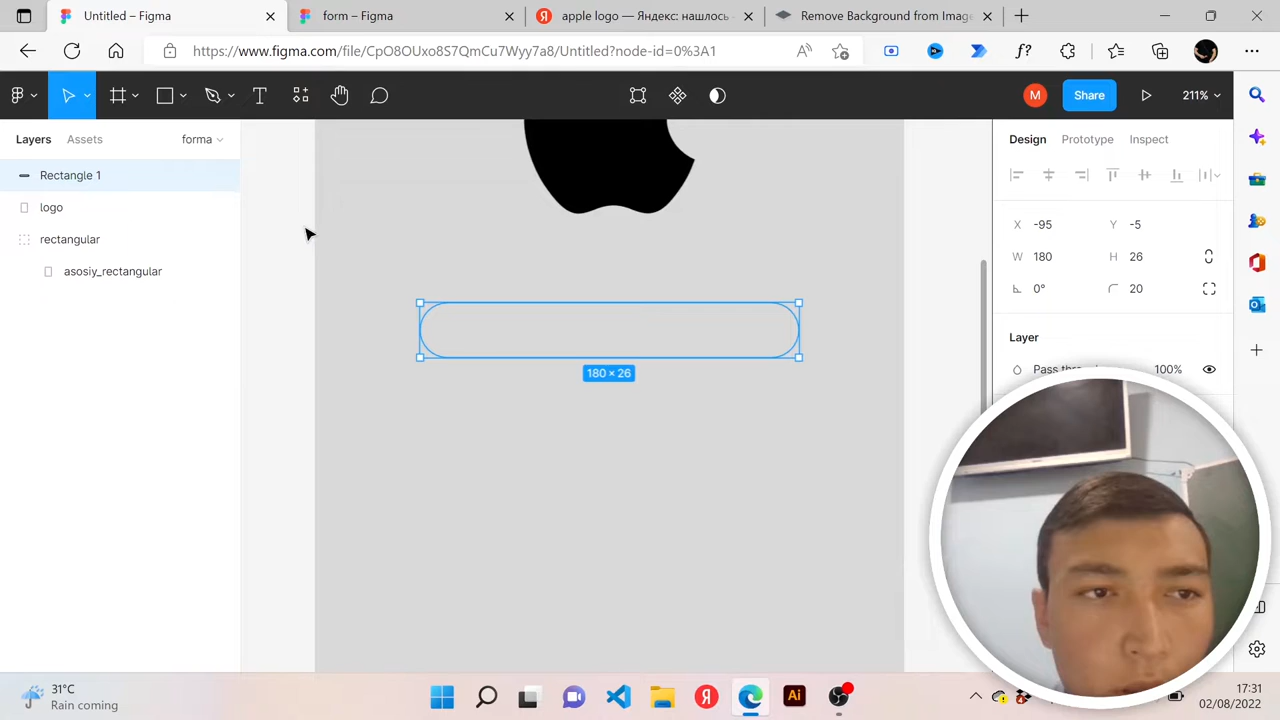 Untitled – Figma
form – Figma
apple logo — Яндекс: нашлось
Remove Background from Imag
https://www.figma.com/file/CpO8OUxo8S7QmCu7Wyy7a8/Untitled?node-id=0%3A1
M
Share
211%
Layers
Assets
forma
Design
Prototype
Inspect
Rectangle 1
logo
rectangular
asosiy_rectangular
X -95
Y -5
W 180
H 26
0°
20
Layer
100%
180 × 26
31°C
Rain coming
Ai
17:31
02/08/2022